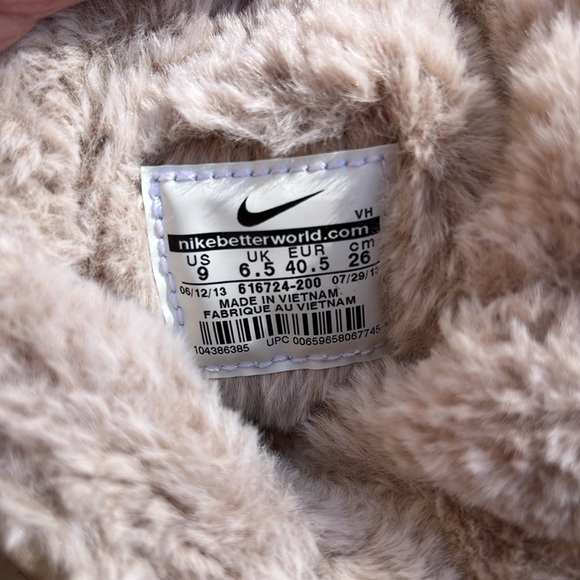 VH
nikebetterworld.com
US UK EUR cm
9 6.5 40.5 26
06/12/13 616724-200 07/29/13
MADE IN VIETNAM
FABRIQUE AU VIETNAM
104386385 UPC 00659658067745